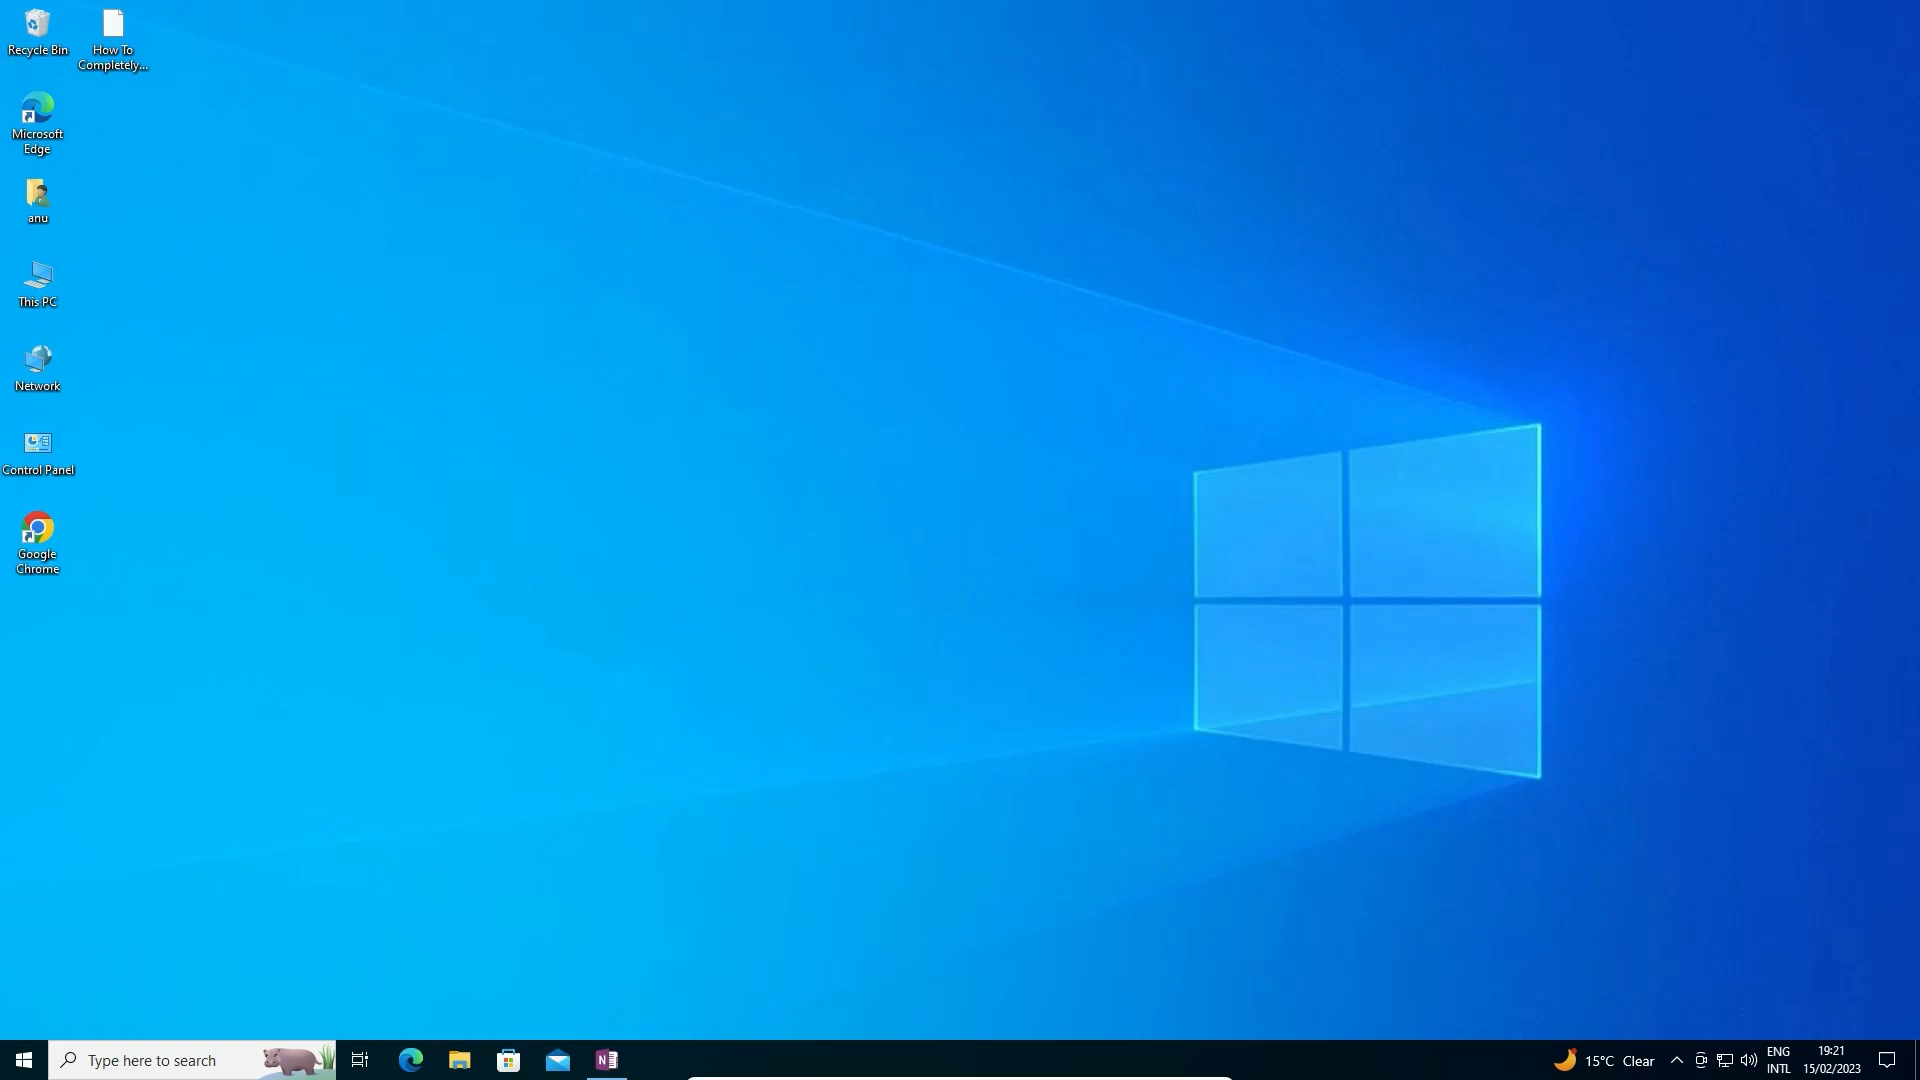 Recycle Bin
How To
Completely...
Microsoft
Edge
anu
This PC
Network
Control Panel
Google
Chrome
Type here to search
N
15°C Clear
ENG
INTL
19:21
15/02/2023